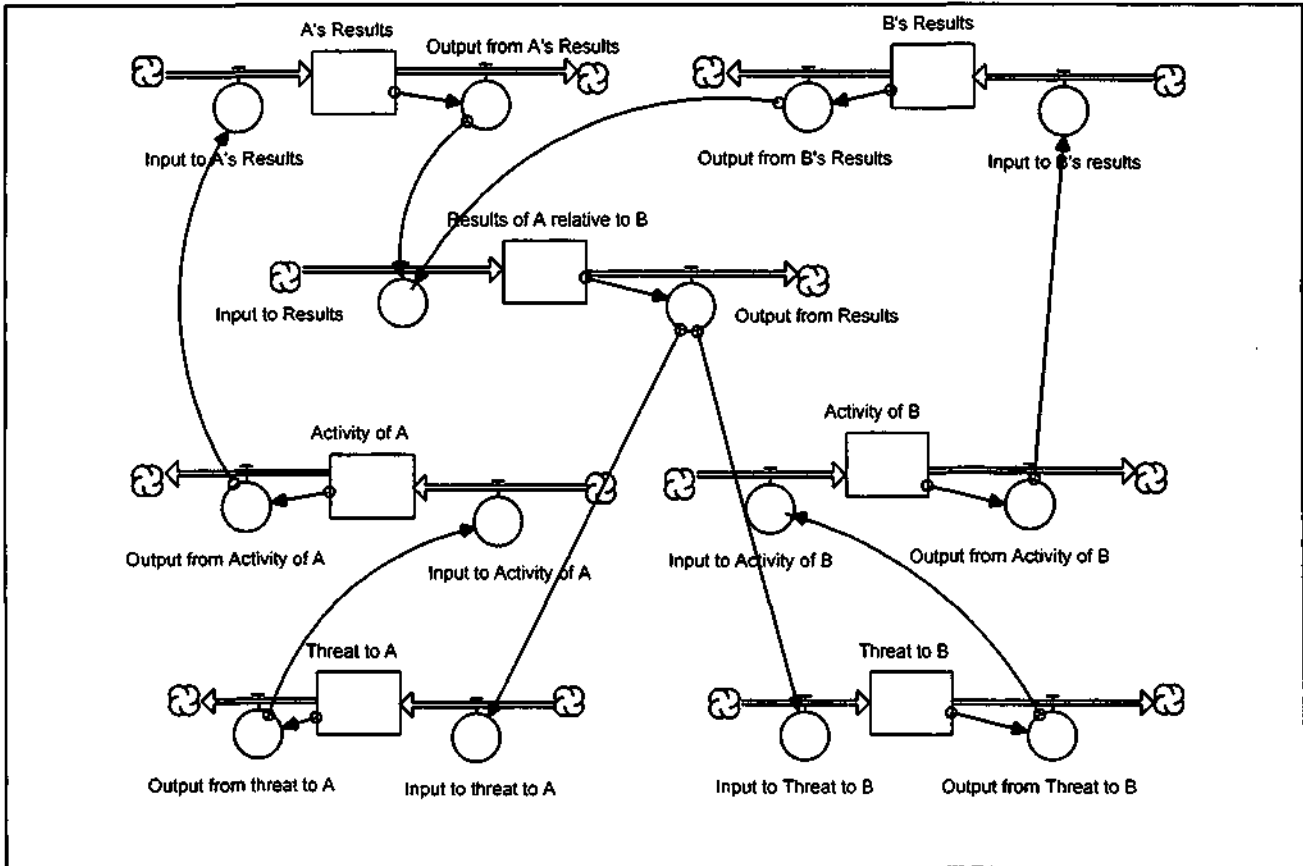 A's Results
Output from A's Results
B's Results
Input to A's Results
Output from B's Results
Input to B's results
Results of A relative to B
Input to Results
Output from Results
Activity of A
Activity of B
Output from Activity of A
Input to Activity of A
Input to Activity of B
Output from Activity of B
Threat to A
Threat to B
Output from threat to A
Input to threat to A
Input to Threat to B
Output from Threat to B